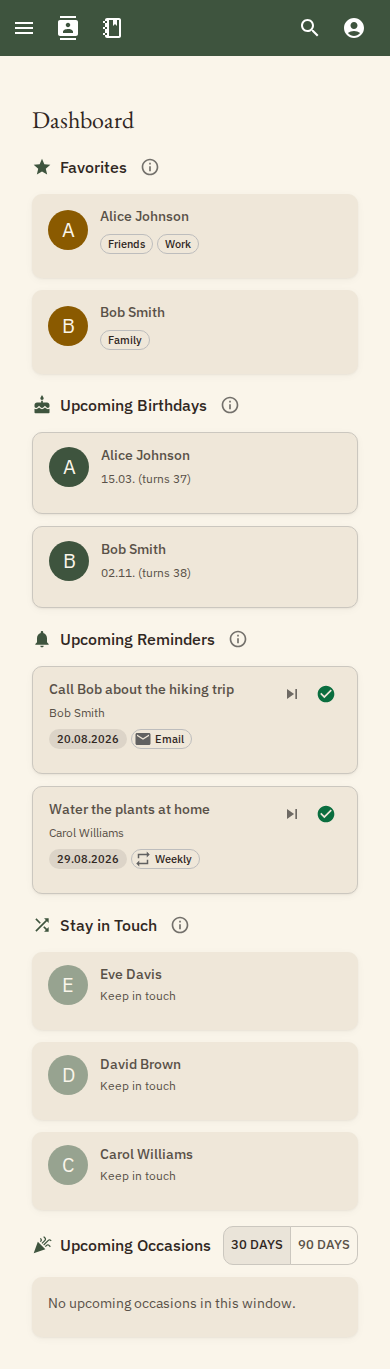 Dashboard
Favorites
A
Alice Johnson
Friends Work
B
Bob Smith
Family
Upcoming Birthdays
A
Alice Johnson
15.03. (turns 37)
B
Bob Smith
02.11. (turns 38)
Upcoming Reminders
Call Bob about the hiking trip
Bob Smith
20.08.2026 Email
Water the plants at home
Carol Williams
29.08.2026 Weekly
Stay in Touch
E
Eve Davis
Keep in touch
D
David Brown
Keep in touch
C
Carol Williams
Keep in touch
Upcoming Occasions 30 DAYS 90 DAYS
No upcoming occasions in this window.